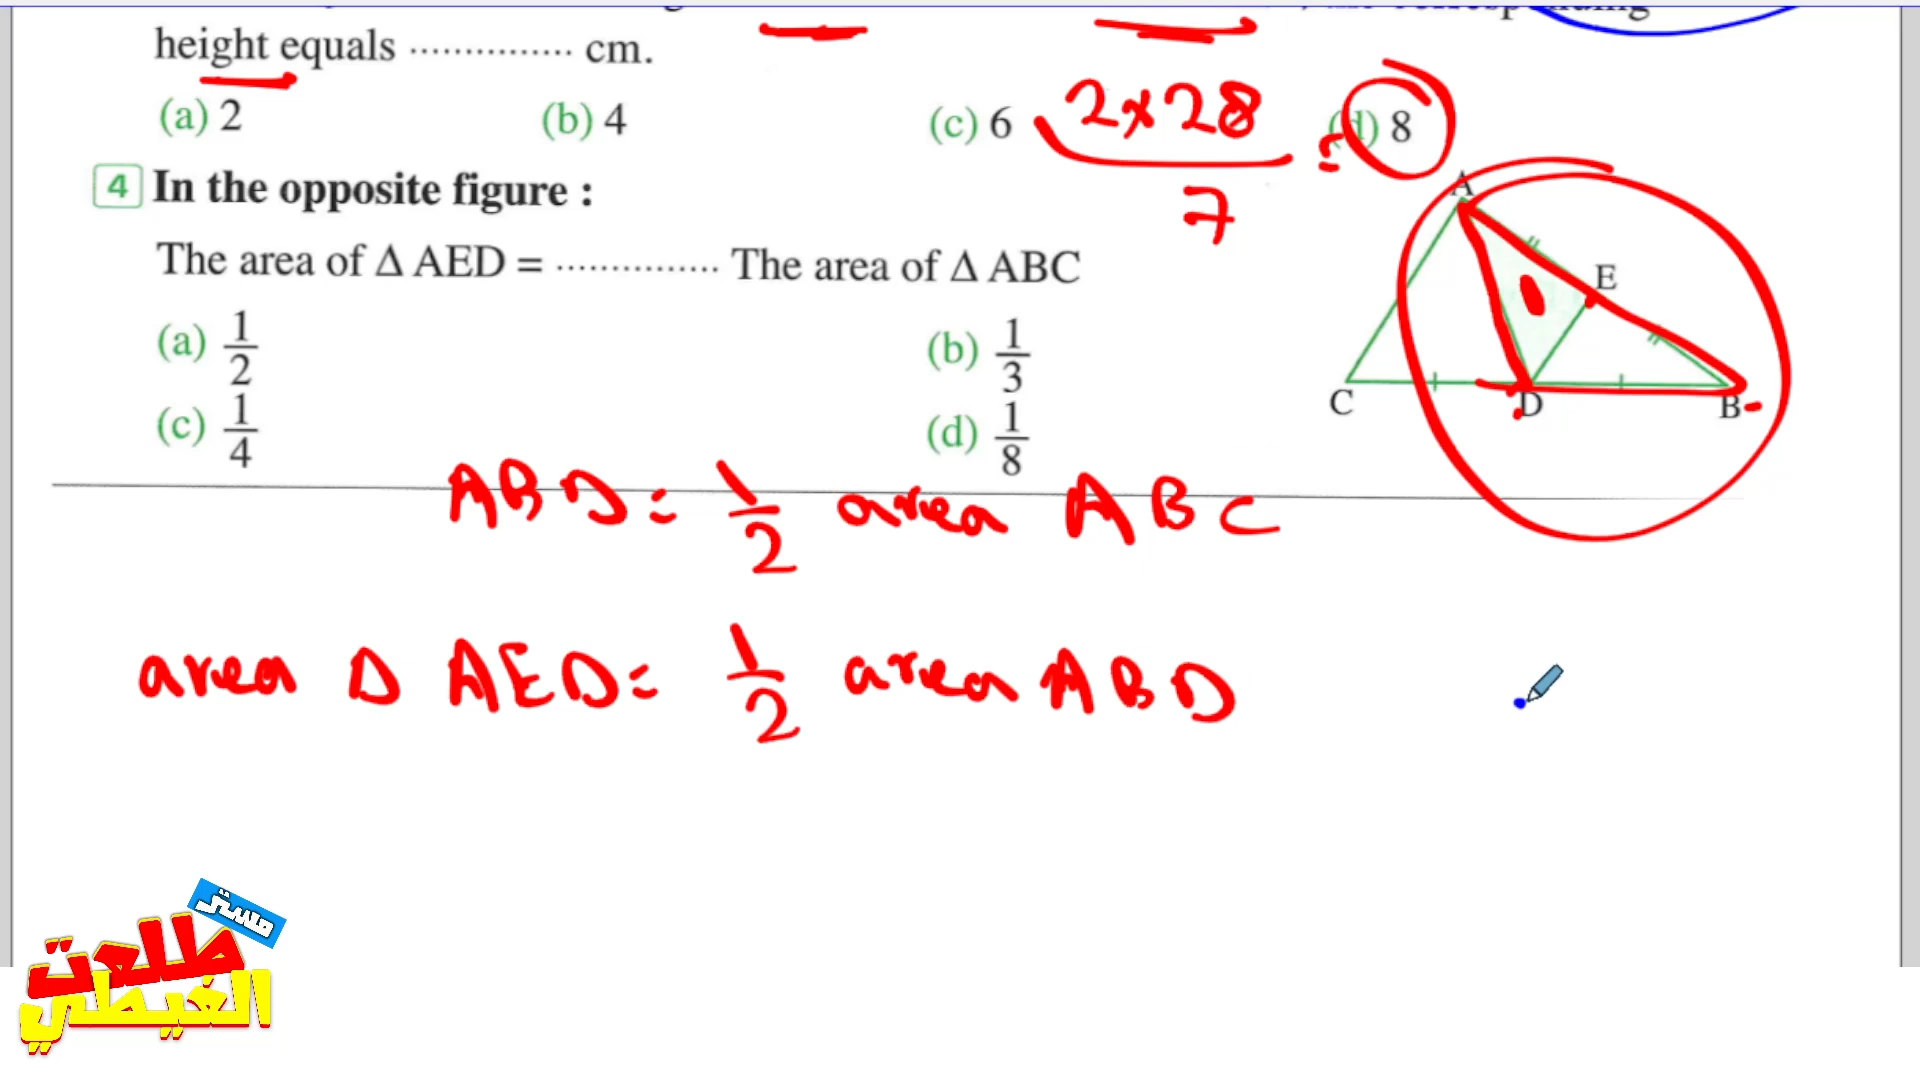 height equals ............... cm.
(a) 2 (b) 4 (c) 6 (d) 8
2×28
7
=
4 In the opposite figure :
The area of Δ AED = ............... The area of Δ ABC
(a) 1/2 (b) 1/3
(c) 1/4 (d) 1/8
A
E
C
D
B
ABD = 1/2 area ABC
area Δ AED = 1/2 area ABD
مستر
طلعت
الغيطي